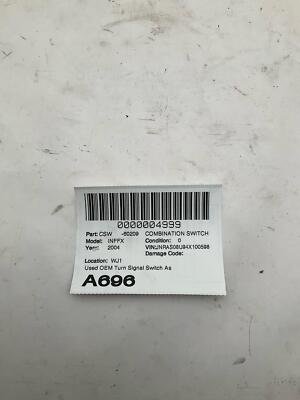 0000004999
Part: CSW -60209 COMBINATION SWITCH
Model: INFFX Condition: 0
Year: 2004 VIN:JNRAS08U94X100598
Damage Code:
Location: WJ1
Used OEM Turn Signal Switch As
A696